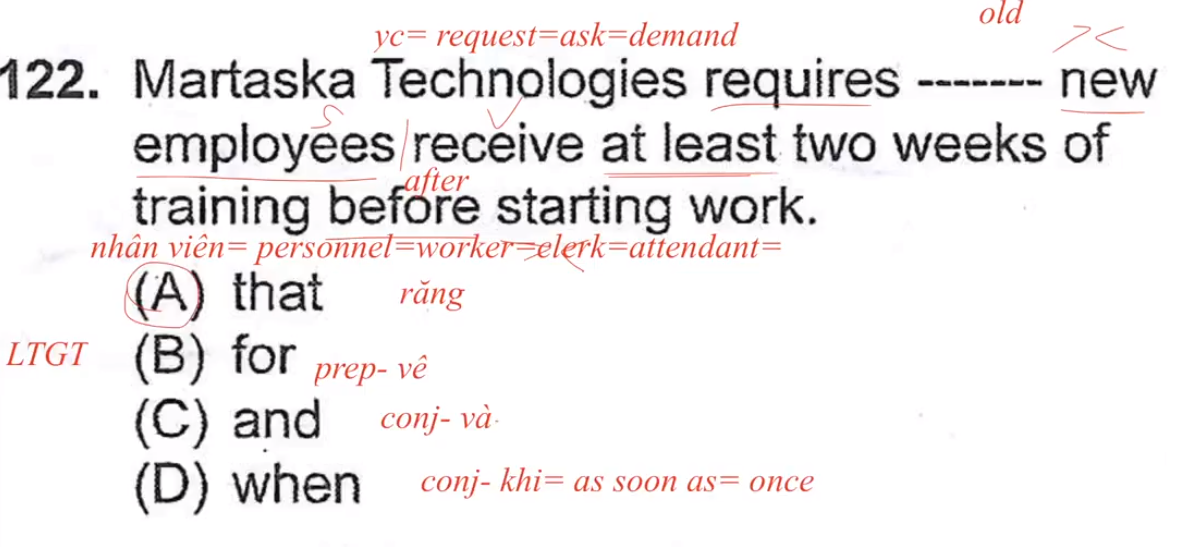 old
yc= request=ask=demand
122. Martaska Technologies requires ------- new
S V
employees receive at least two weeks of
after
training before starting work.
nhân viên= personnel=worker=clerk=attendant=
(A) that răng
LTGT (B) for prep- vê
(C) and conj- và
(D) when conj- khi= as soon as= once